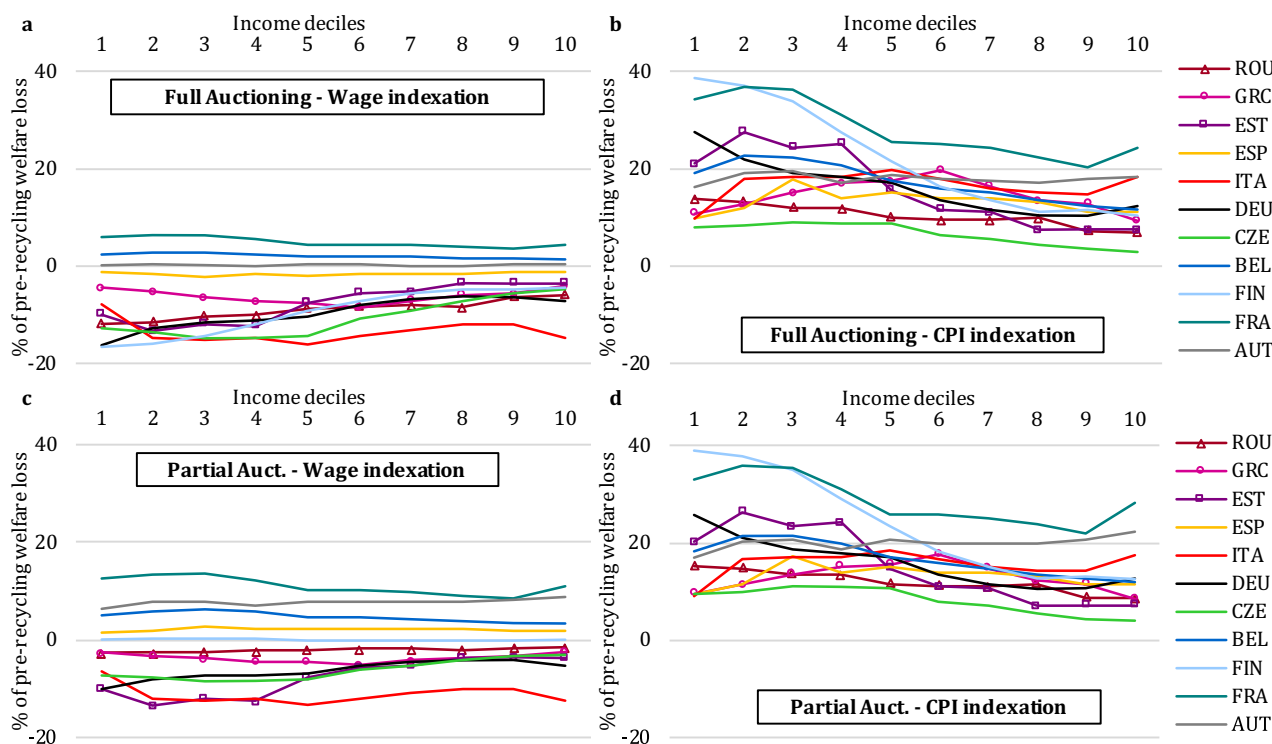 a
Income deciles
1 2 3 4 5 6 7 8 9 10
% of pre-recycling welfare loss
40
20
0
-20
Full Auctioning - Wage indexation
b
Income deciles
1 2 3 4 5 6 7 8 9 10
% of pre-recycling welfare loss
40
20
0
-20
Full Auctioning - CPI indexation
ROU
GRC
EST
ESP
ITA
DEU
CZE
BEL
FIN
FRA
AUT
c
Income deciles
1 2 3 4 5 6 7 8 9 10
% of pre-recycling welfare loss
40
20
0
-20
Partial Auct. - Wage indexation
d
Income deciles
1 2 3 4 5 6 7 8 9 10
% of pre-recycling welfare loss
40
20
0
-20
Partial Auct. - CPI indexation
ROU
GRC
EST
ESP
ITA
DEU
CZE
BEL
FIN
FRA
AUT